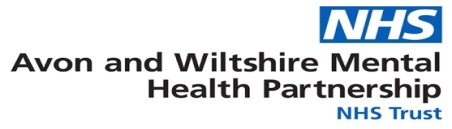 NHS
Avon and Wiltshire Mental
Health Partnership
NHS Trust